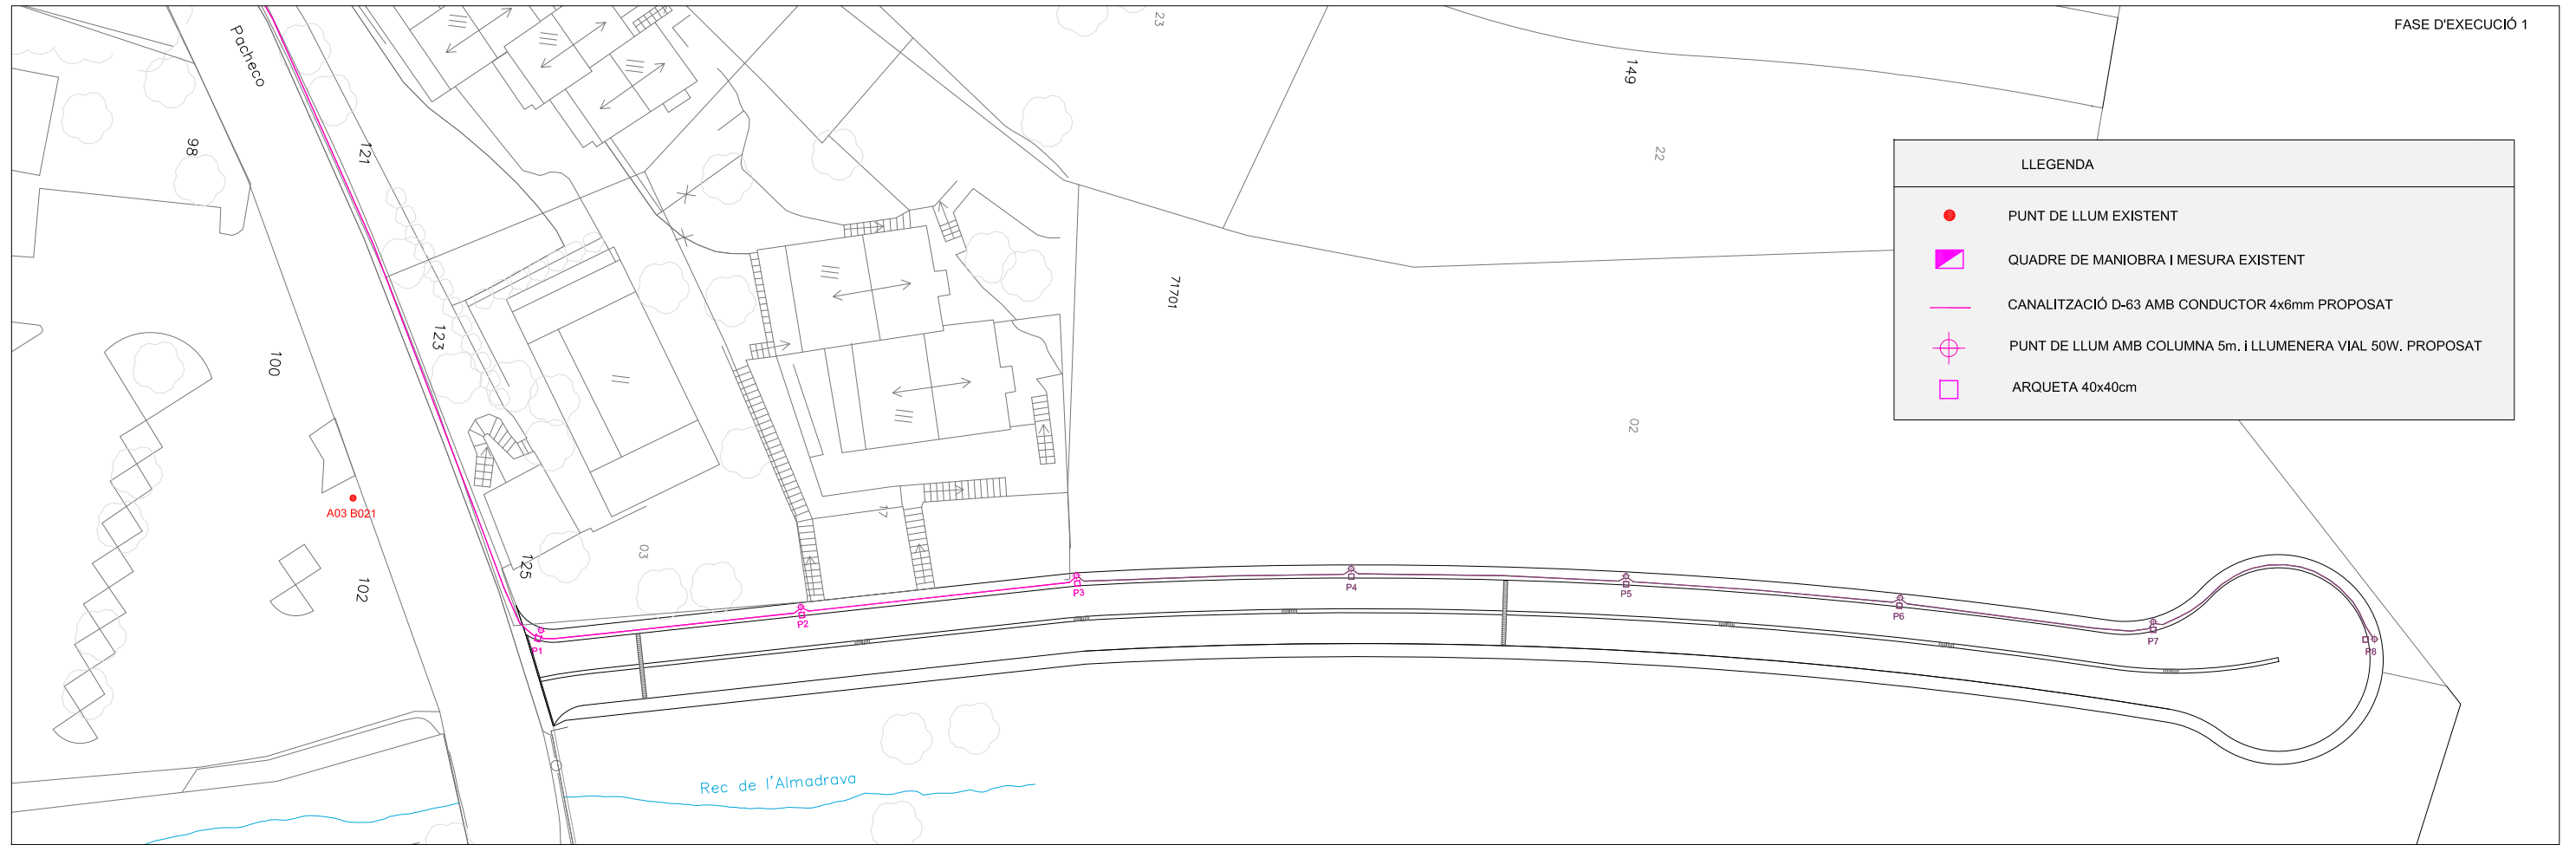 FASE D'EXECUCIÓ 1
Pacheco
23
149
22
98
121
LLEGENDA
PUNT DE LLUM EXISTENT
QUADRE DE MANIOBRA I MESURA EXISTENT
CANALITZACIÓ D-63 AMB CONDUCTOR 4x6mm PROPOSAT
PUNT DE LLUM AMB COLUMNA 5m. i LLUMENERA VIAL 50W. PROPOSAT
ARQUETA 40x40cm
71701
123
100
02
A03 B021
17
03
125
102
P1
P2
P3
P4
P5
P6
P7
P8
Rec de l'Almadrava